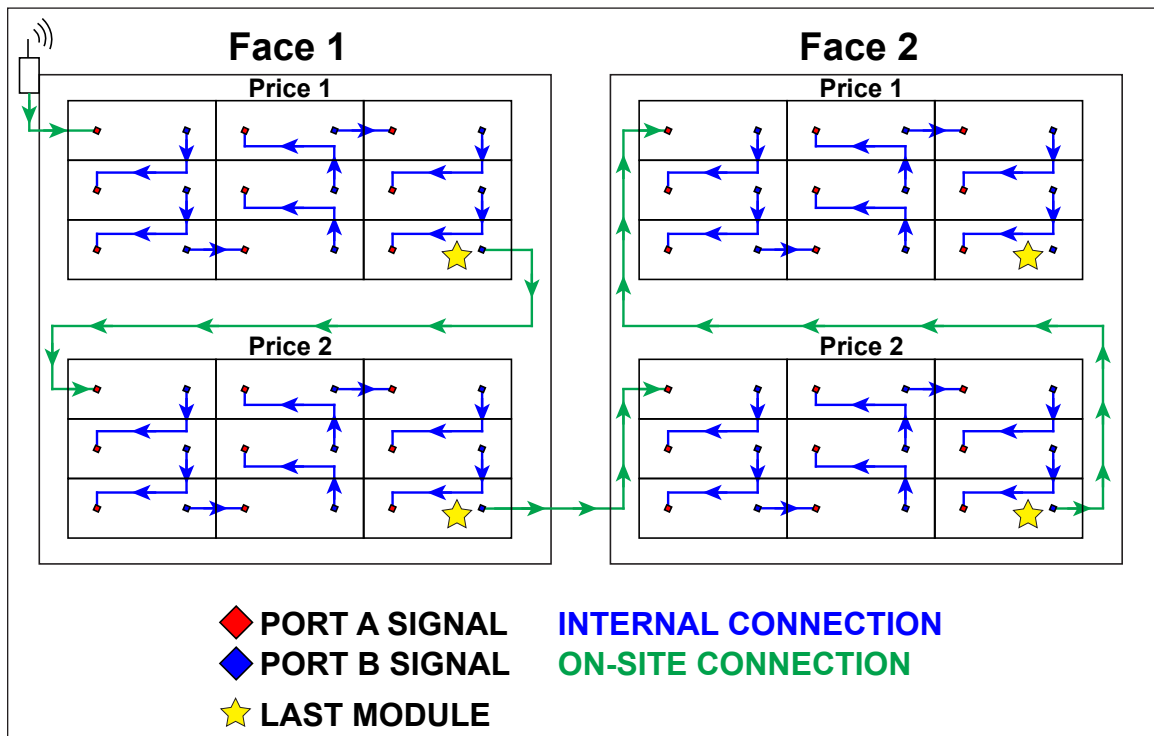 Face 1
Face 2
Price 1
Price 1
Price 2
Price 2
PORT A SIGNAL INTERNAL CONNECTION
PORT B SIGNAL ON-SITE CONNECTION
LAST MODULE